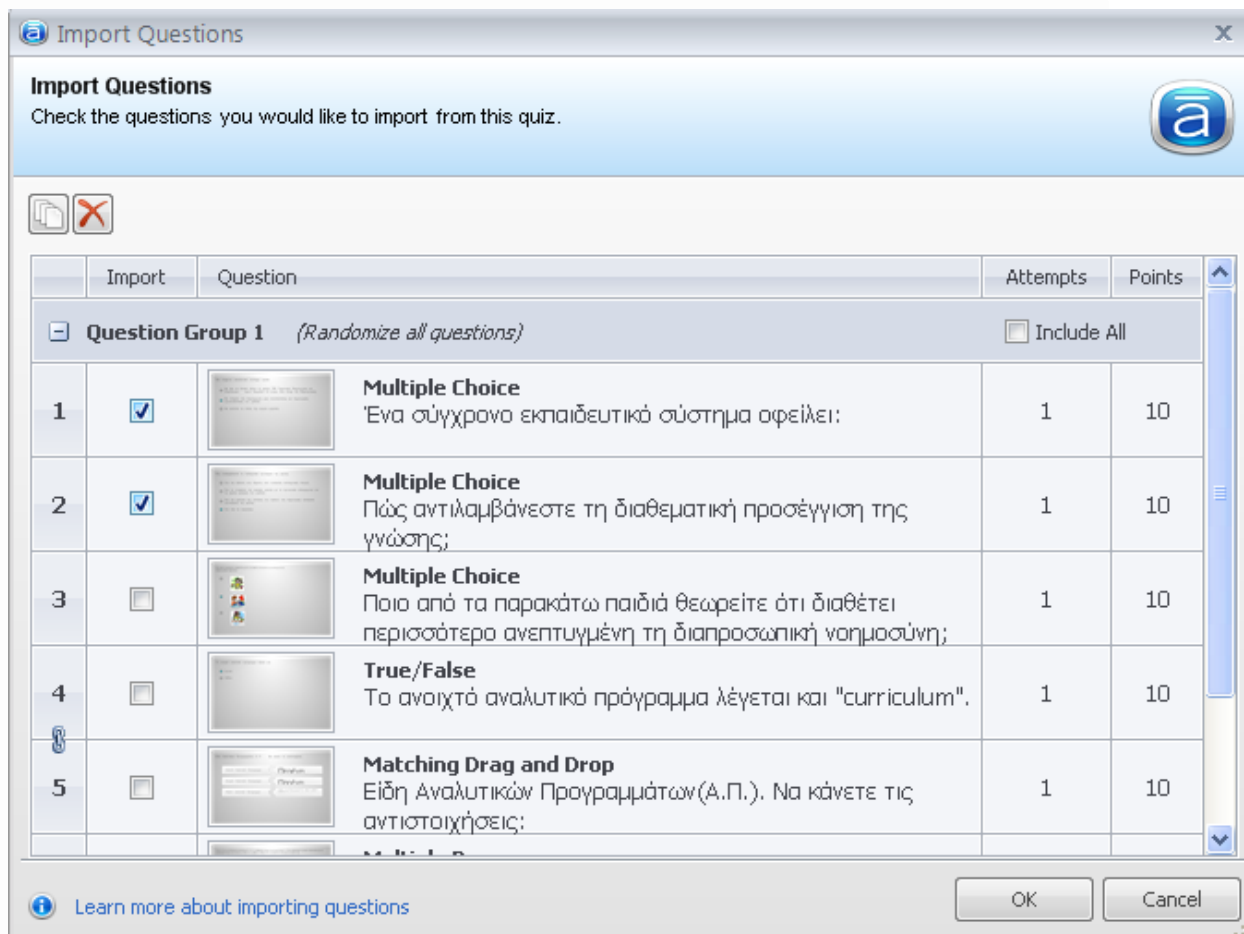 Import Questions
Import Questions
Check the questions you would like to import from this quiz.
Import Question Attempts Points
Question Group 1 (Randomize all questions) Include All
1 Multiple Choice 1 10
Ένα σύγχρονο εκπαιδευτικό σύστημα οφείλει:
2 Multiple Choice 1 10
Πώς αντιλαμβάνεστε τη διαθεματική προσέγγιση της
γνώσης;
3 Multiple Choice 1 10
Ποιο από τα παρακάτω παιδιά θεωρείτε ότι διαθέτει
περισσότερο ανεπτυγμένη τη διαπροσωπική νοημοσύνη;
4 True/False 1 10
Το ανοιχτό αναλυτικό πρόγραμμα λέγεται και "curriculum".
5 Matching Drag and Drop 1 10
Είδη Αναλυτικών Προγραμμάτων(Α.Π.). Να κάνετε τις
αντιστοιχήσεις:
Learn more about importing questions
OK Cancel